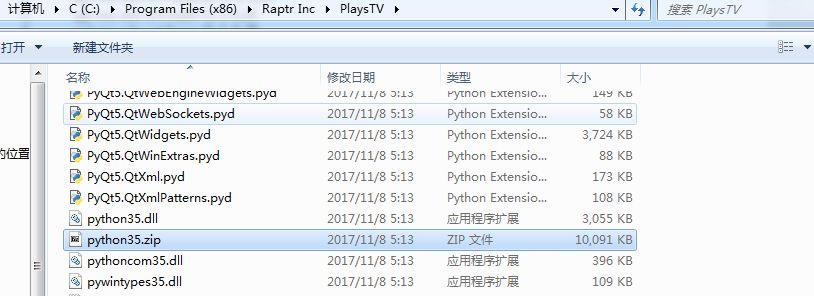 计算机 ▸ C (C:) ▸ Program Files (x86) ▸ Raptr Inc ▸ PlaysTV ▸ 搜索 PlaysTV
打开 新建文件夹
名称 修改日期 类型 大小
PyQt5.QtWebEngineWidgets.pyd 2017/11/8 5:13 Python Extensio... 149 KB
PyQt5.QtWebSockets.pyd 2017/11/8 5:13 Python Extensio... 58 KB
PyQt5.QtWidgets.pyd 2017/11/8 5:13 Python Extensio... 3,724 KB
的位置 PyQt5.QtWinExtras.pyd 2017/11/8 5:13 Python Extensio... 88 KB
PyQt5.QtXml.pyd 2017/11/8 5:13 Python Extensio... 173 KB
PyQt5.QtXmlPatterns.pyd 2017/11/8 5:13 Python Extensio... 108 KB
python35.dll 2017/11/8 5:13 应用程序扩展 3,055 KB
python35.zip 2017/11/8 5:13 ZIP 文件 10,091 KB
pythoncom35.dll 2017/11/8 5:13 应用程序扩展 396 KB
pywintypes35.dll 2017/11/8 5:13 应用程序扩展 109 KB